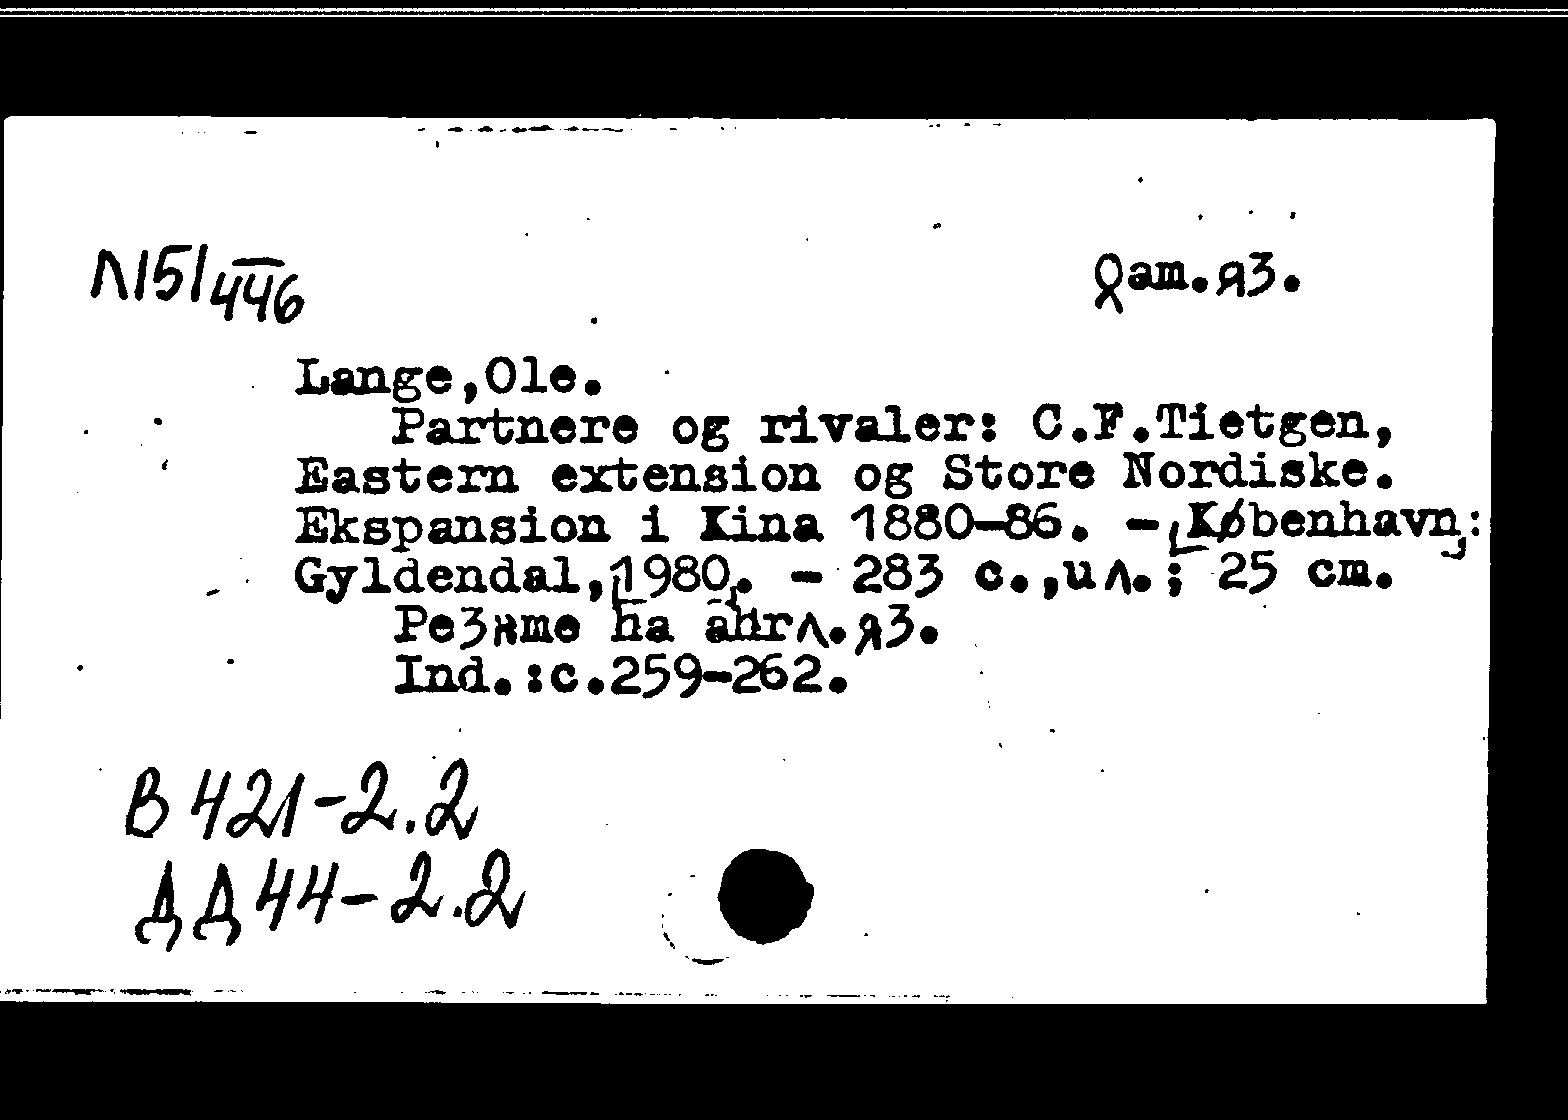 Л151/446
Дат.яз.
Lange,Ole.
Partnere og rivaler: C.F.Tietgen,
Eastern extension og Store Nordiske.
Ekspansion i Kina 1880-86. - [København]:
Gyldendal,[1980]. - 283 с.,ил.; 25 cm.
Резюме на англ.яз.
Ind.:с.259-262.
В 421-2.2
ДД44-2.2